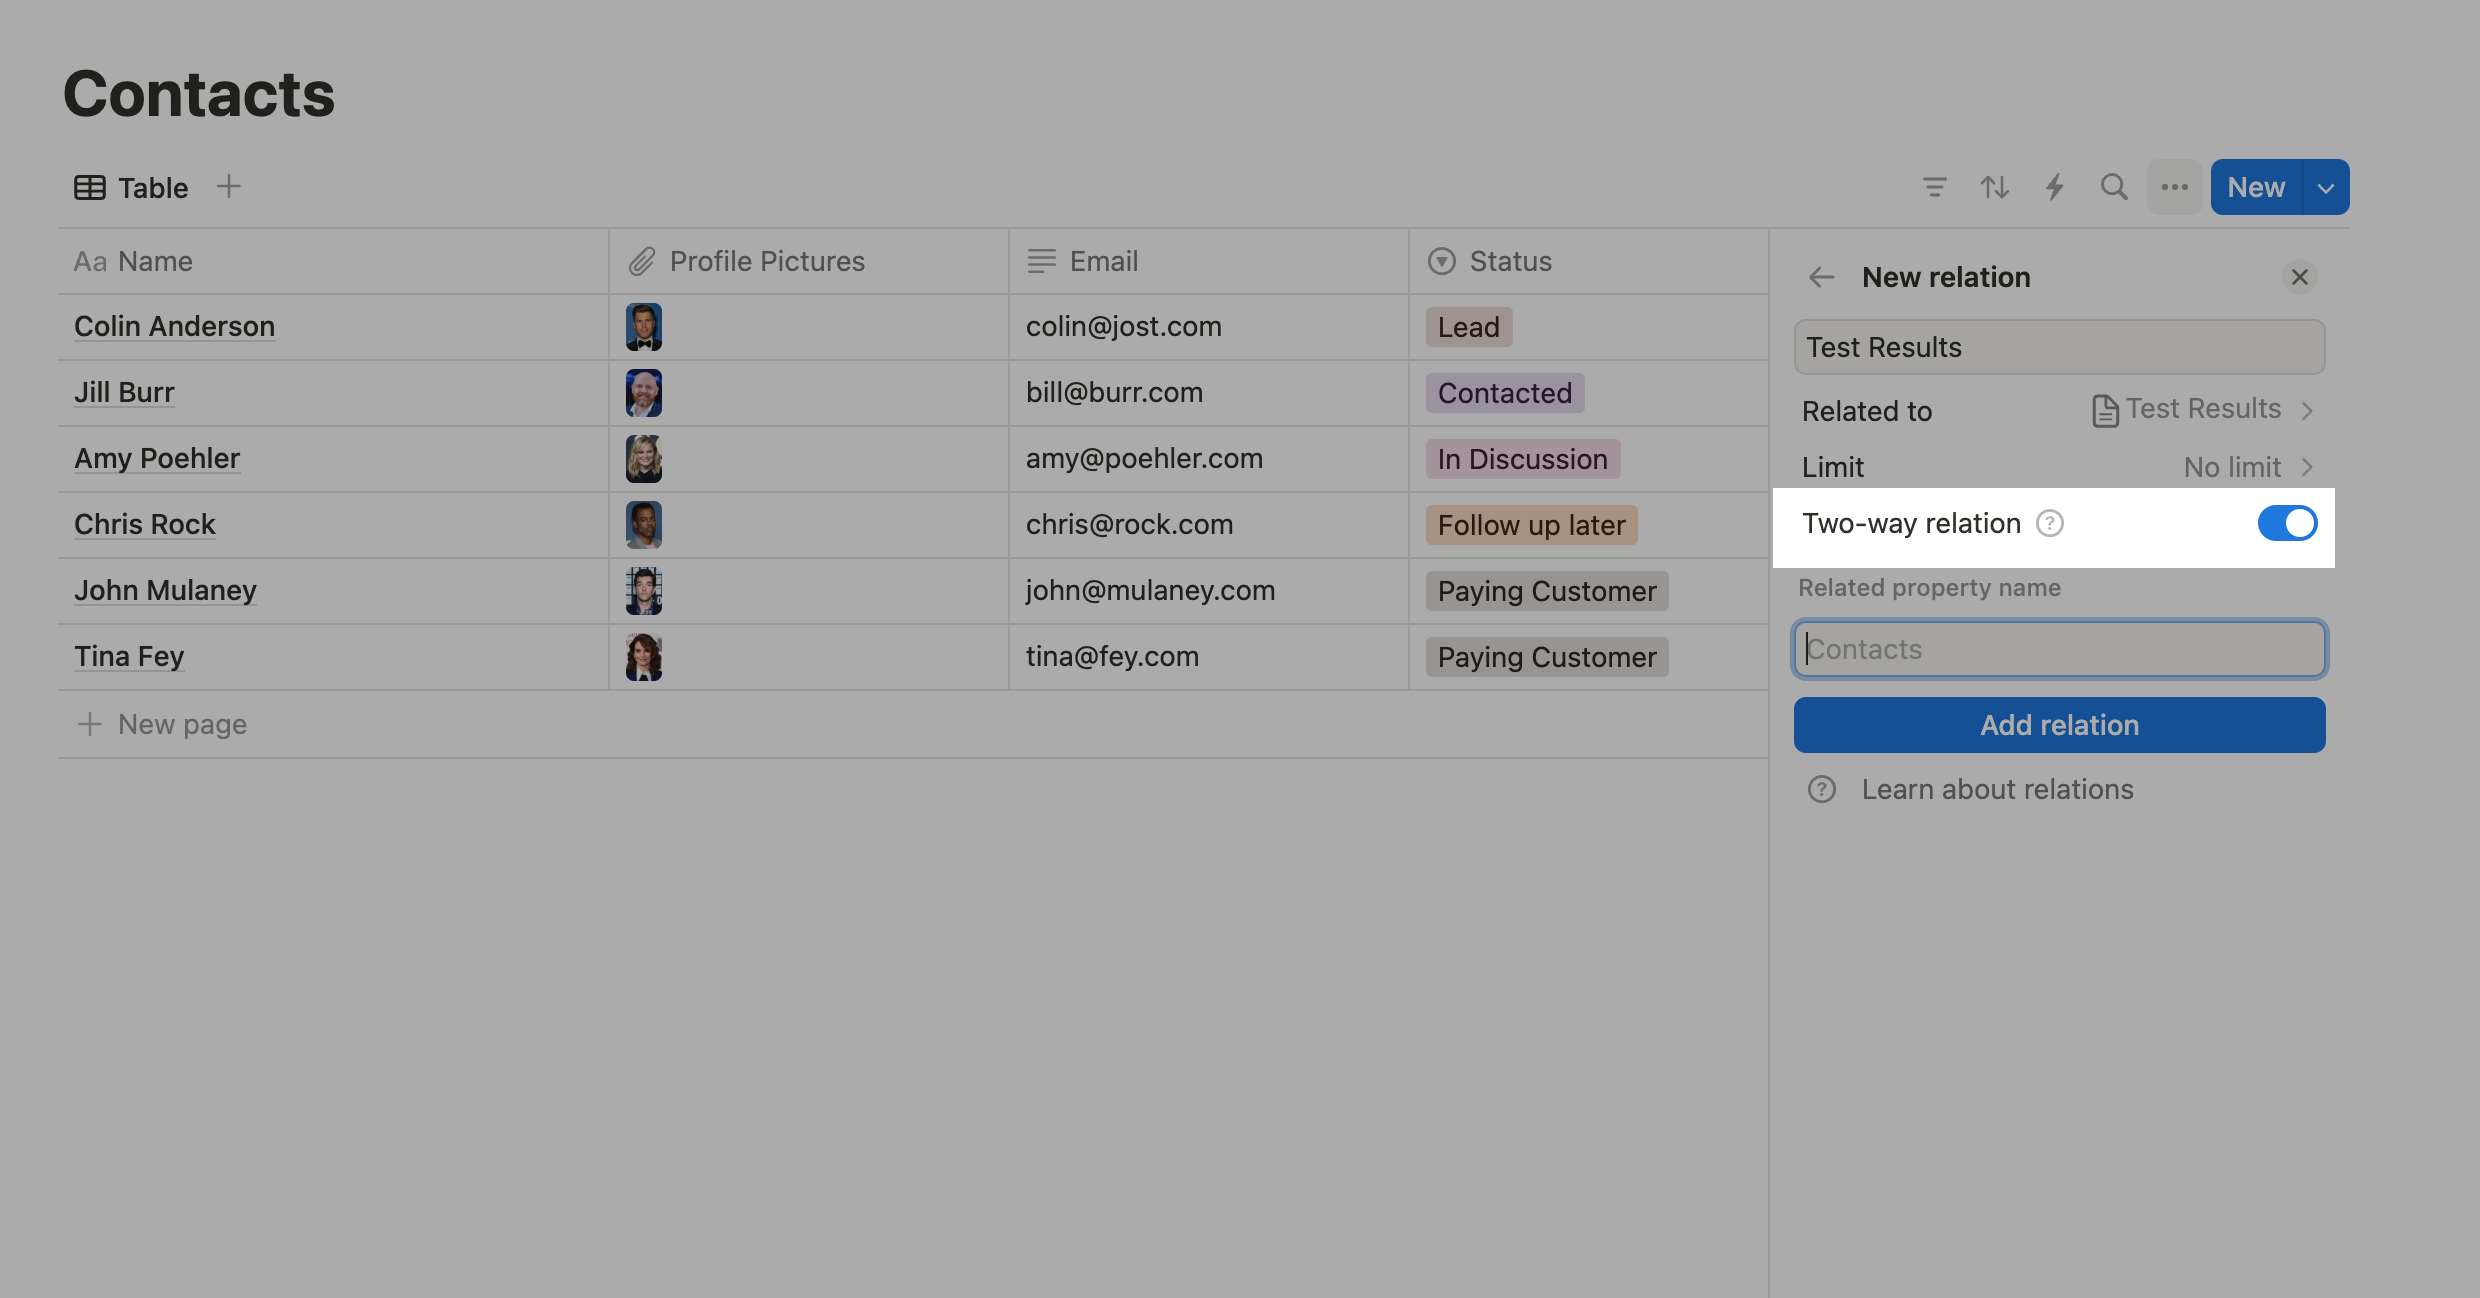 Contacts
Table
New
Aa Name Profile Pictures Email Status
Colin Anderson colin@jost.com Lead
Jill Burr bill@burr.com Contacted
Amy Poehler amy@poehler.com In Discussion
Chris Rock chris@rock.com Follow up later
John Mulaney john@mulaney.com Paying Customer
Tina Fey tina@fey.com Paying Customer
New page
New relation
Test Results
Related to Test Results
Limit No limit
Two-way relation
Related property name
Contacts
Add relation
Learn about relations